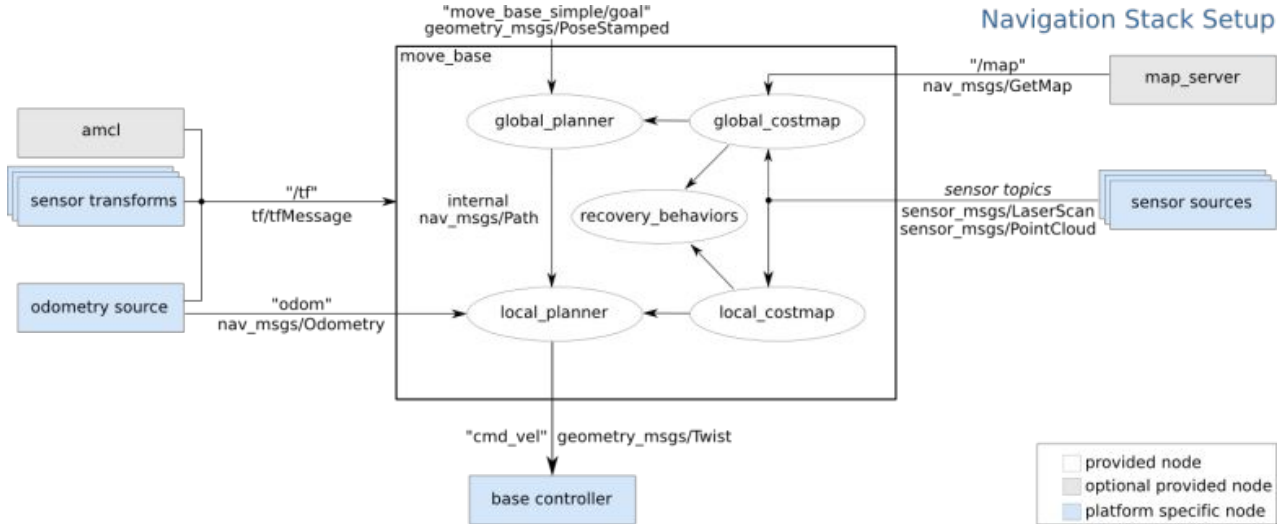 Navigation Stack Setup
"move_base_simple/goal"
geometry_msgs/PoseStamped
move_base
"/map"
nav_msgs/GetMap
map_server
amcl
global_planner
global_costmap
sensor transforms
"/tf"
tf/tfMessage
internal
nav_msgs/Path
recovery_behaviors
sensor topics
sensor_msgs/LaserScan
sensor_msgs/PointCloud
sensor sources
odometry source
"odom"
nav_msgs/Odometry
local_planner
local_costmap
"cmd_vel" geometry_msgs/Twist
base controller
provided node
optional provided node
platform specific node